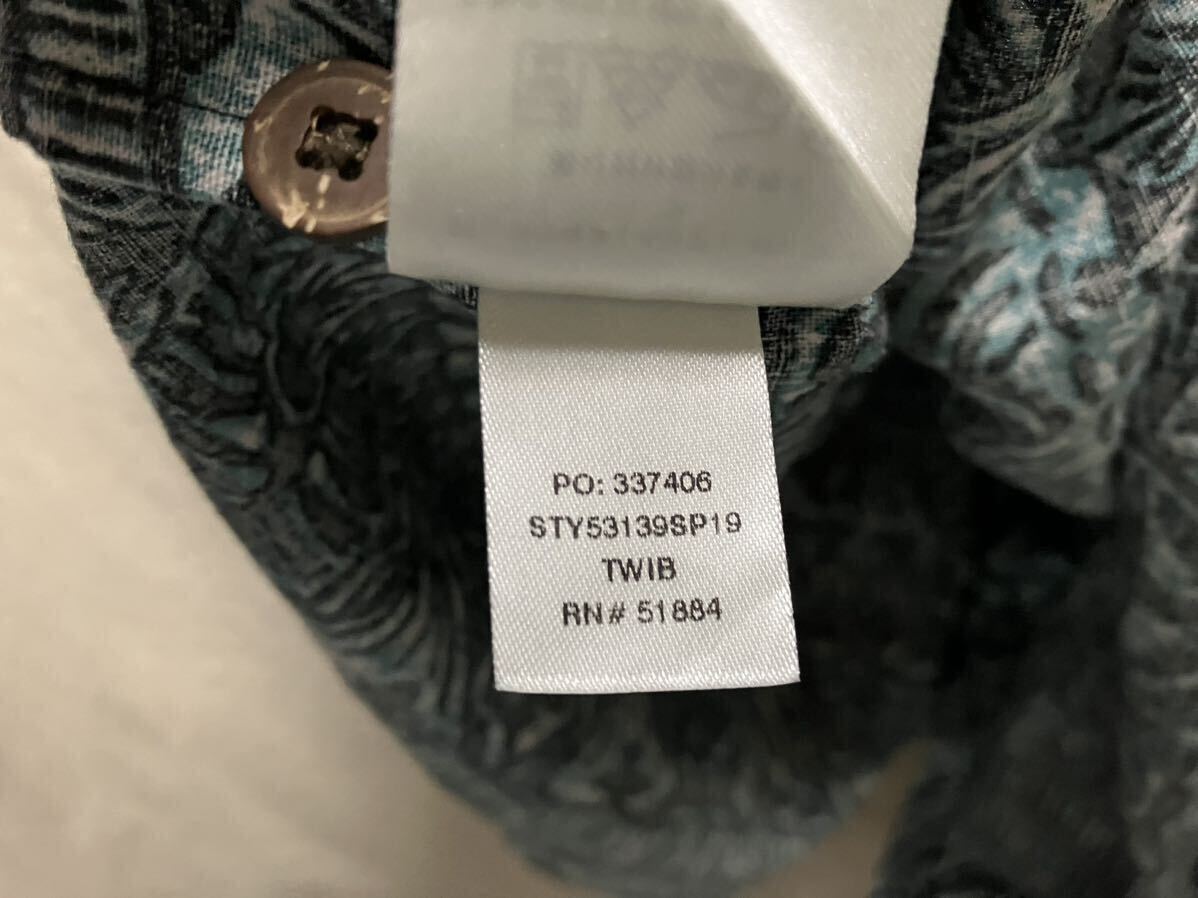 PO: 337406
STY53139SP19
TWIB
RN# 51884